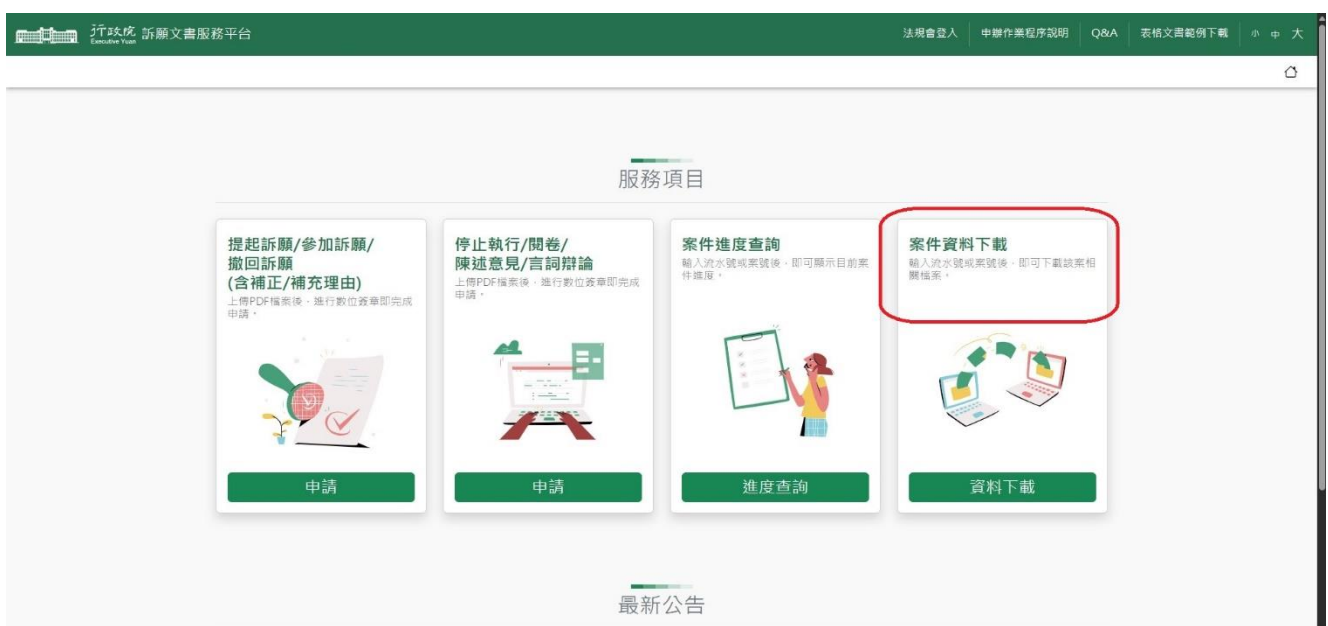 行政院 訴願文書服務平台
Executive Yuan
法規會登入 申辦作業程序說明 Q&A 表格文書範例下載 小 中 大
服務項目
提起訴願/參加訴願/
撤回訴願
(含補正/補充理由)
上傳PDF檔案後，進行數位簽章即完成
申請。
申請
停止執行/閱卷/
陳述意見/言詞辯論
上傳PDF檔案後，進行數位簽章即完成
申請。
申請
案件進度查詢
輸入流水號或案號後，即可顯示目前案
件進度。
進度查詢
案件資料下載
輸入流水號或案號後，即可下載該案相
關檔案。
資料下載
最新公告